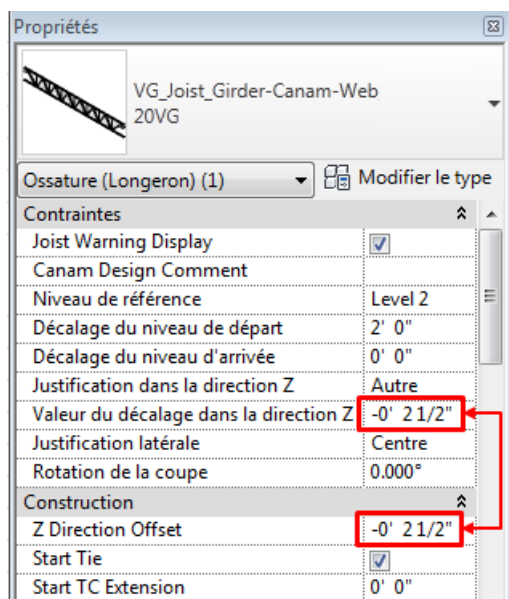 Propriétés
VG_Joist_Girder-Canam-Web
20VG
Ossature (Longeron) (1) Modifier le type
Contraintes
Joist Warning Display
Canam Design Comment
Niveau de référence Level 2
Décalage du niveau de départ 2' 0"
Décalage du niveau d'arrivée 0' 0"
Justification dans la direction Z Autre
Valeur du décalage dans la direction Z -0' 2 1/2"
Justification latérale Centre
Rotation de la coupe 0.000°
Construction
Z Direction Offset -0' 2 1/2"
Start Tie
Start TC Extension 0' 0"